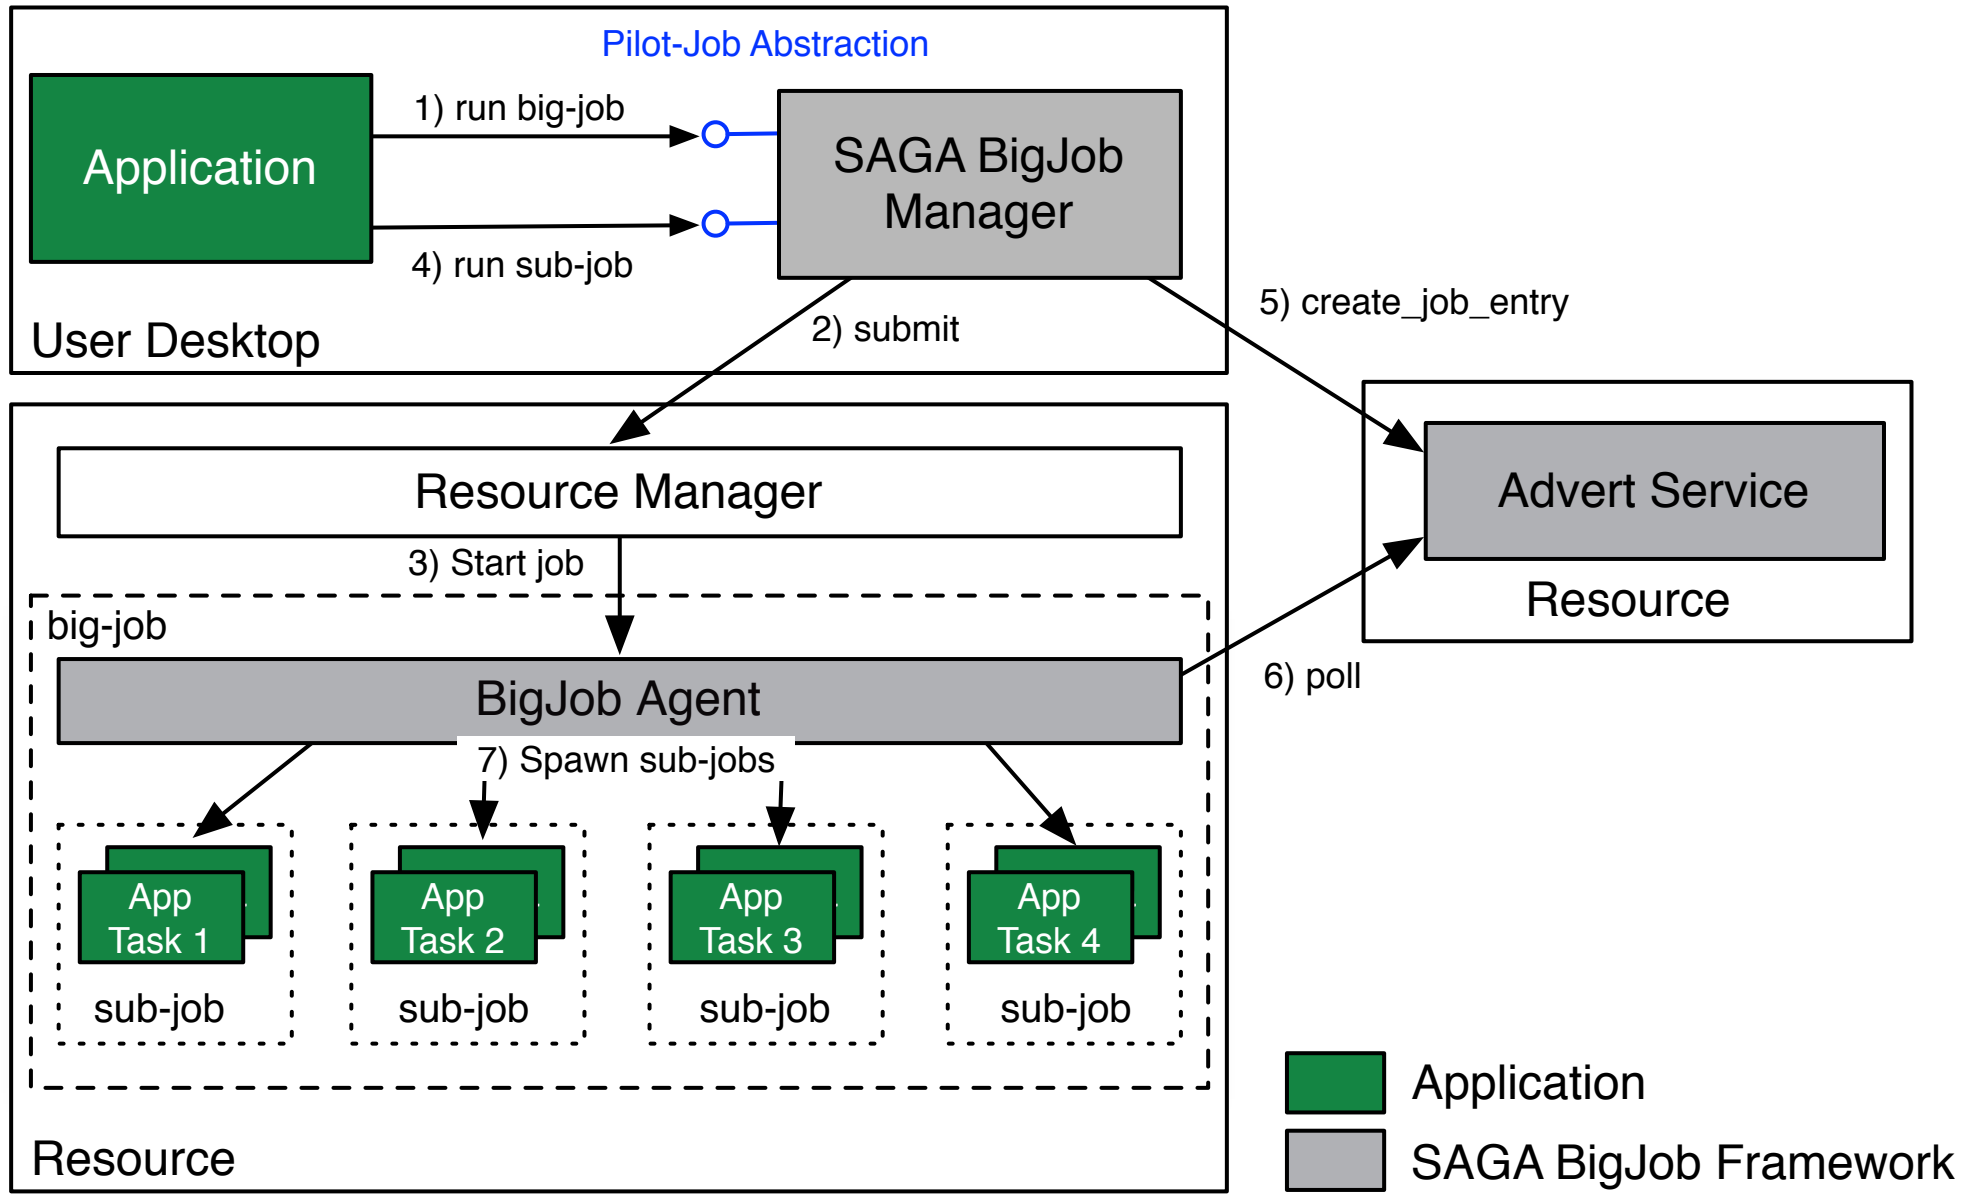 Pilot-Job Abstraction
1) run big-job
Application
SAGA BigJob
Manager
4) run sub-job
User Desktop
2) submit
5) create_job_entry
Resource Manager
Advert Service
3) Start job
Resource
big-job
6) poll
BigJob Agent
7) Spawn sub-jobs
App
Task 1
App
Task 2
App
Task 3
App
Task 4
sub-job
sub-job
sub-job
sub-job
Resource
Application
SAGA BigJob Framework